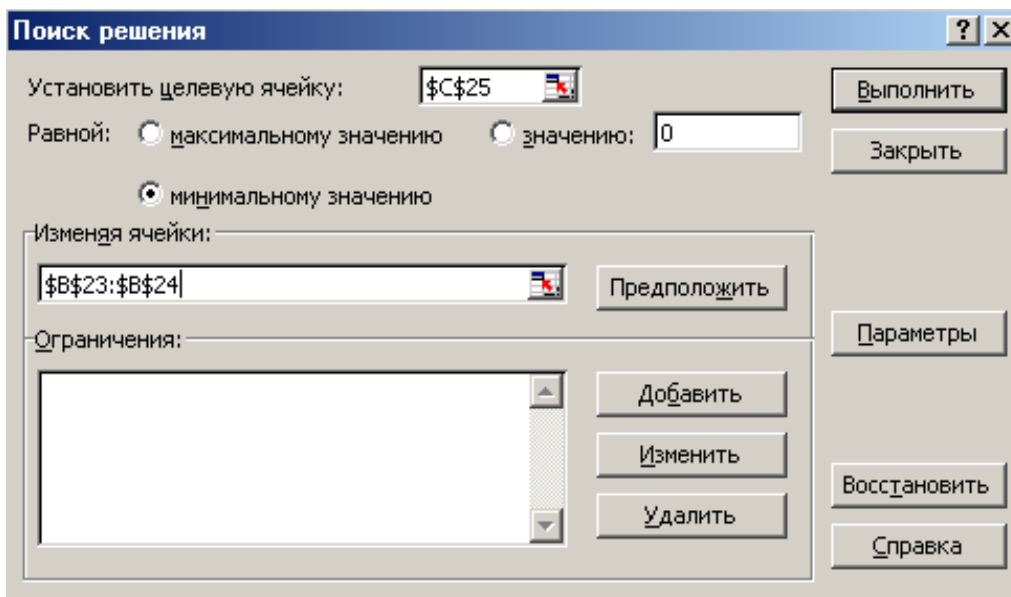 Поиск решения
Установить целевую ячейку: $C$25
Выполнить
Равной: максимальному значению значению: 0
Закрыть
минимальному значению
Изменяя ячейки:
$B$23:$B$24
Предположить
Ограничения:
Параметры
Добавить
Изменить
Восстановить
Удалить
Справка